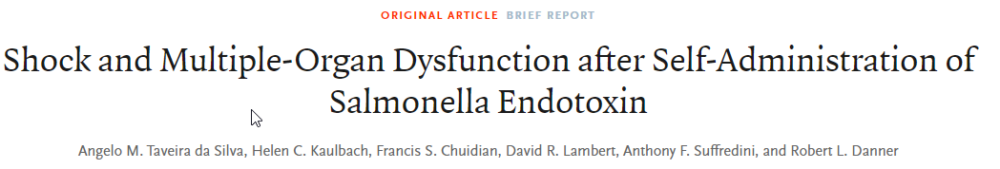 ORIGINAL ARTICLE BRIEF REPORT
Shock and Multiple-Organ Dysfunction after Self-Administration of
Salmonella Endotoxin
Angelo M. Taveira da Silva, Helen C. Kaulbach, Francis S. Chuidian, David R. Lambert, Anthony F. Suffredini, and Robert L. Danner